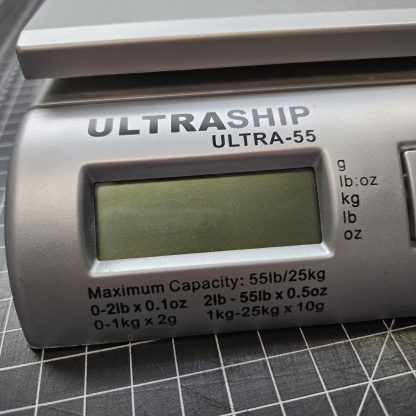 ULTRASHIP
ULTRA-55
g
lb:oz
kg
lb
oz
Maximum Capacity: 55lb/25kg
0-2lb x 0.1oz 2lb - 55lb x 0.5oz
0-1kg x 2g 1kg-25kg x 10g